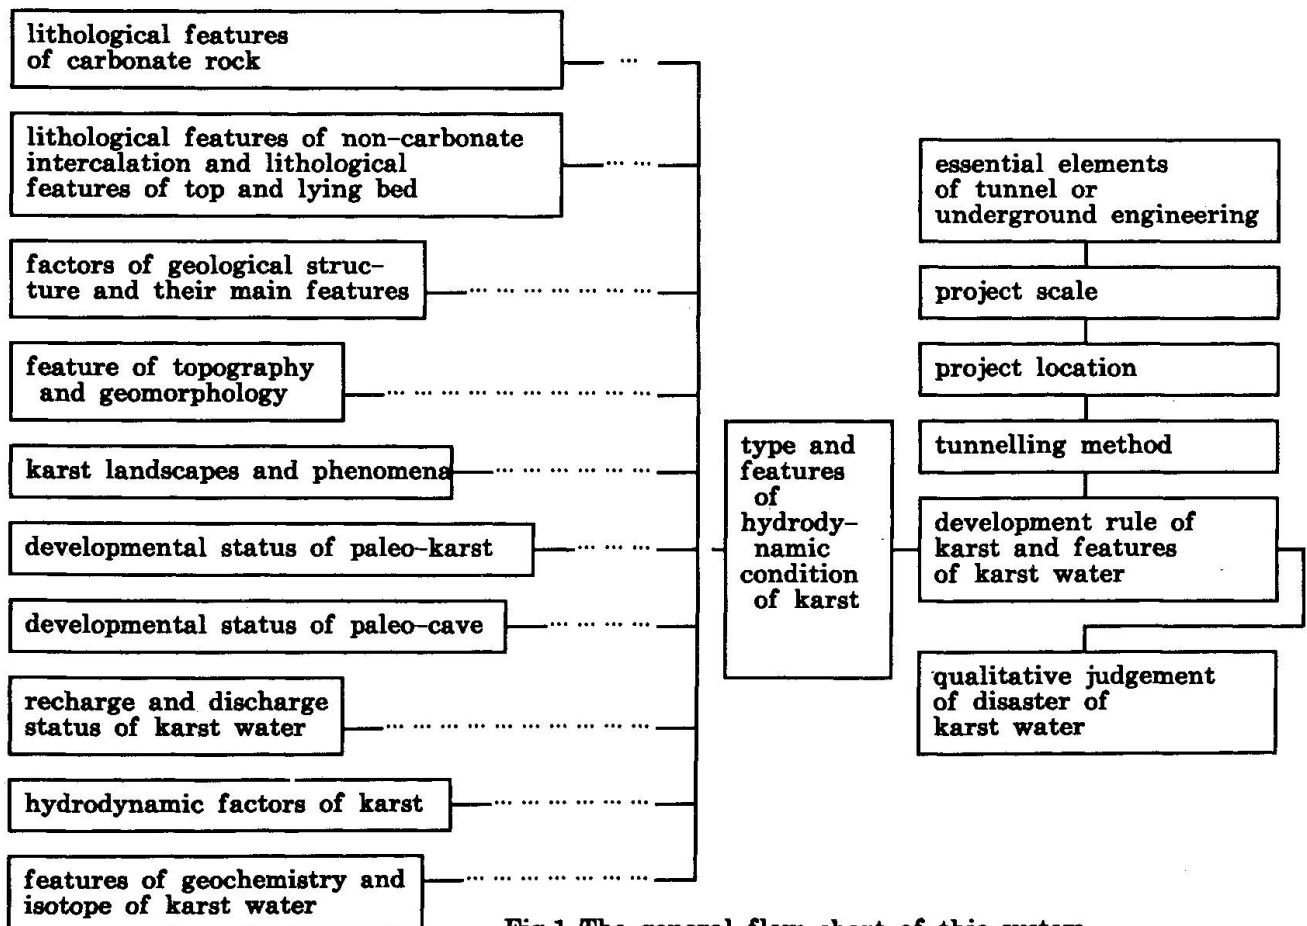 lithological features
of carbonate rock
lithological features of non-carbonate
intercalation and lithological
features of top and lying bed
factors of geological struc-
ture and their main features
feature of topography
and geomorphology
karst landscapes and phenomena
developmental status of paleo-karst
developmental status of paleo-cave
recharge and discharge
status of karst water
hydrodynamic factors of karst
features of geochemistry and
isotope of karst water
type and
features
of
hydrody-
namic
condition
of karst
essential elements
of tunnel or
underground engineering
project scale
project location
tunnelling method
development rule of
karst and features
of karst water
qualitative judgement
of disaster of
karst water
Fig.1 The general flow chart of this system